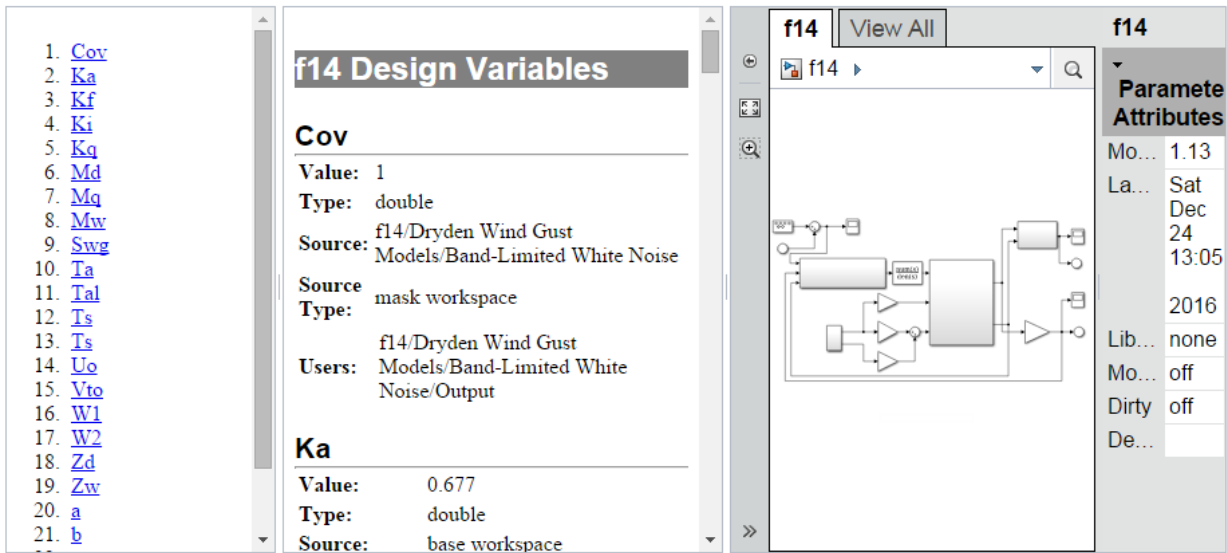 1. Cov
2. Ka
3. Kf
4. Ki
5. Kq
6. Md
7. Mq
8. Mw
9. Swg
10. Ta
11. Tal
12. Ts
13. Ts
14. Uo
15. Vto
16. W1
17. W2
18. Zd
19. Zw
20. a
21. b
f14 Design Variables
Cov
Value: 1
Type: double
Source: f14/Dryden Wind Gust
Models/Band-Limited White Noise
Source
Type: mask workspace
Users: f14/Dryden Wind Gust
Models/Band-Limited White
Noise/Output
Ka
Value: 0.677
Type: double
Source: base workspace
f14
View All
f14
f14
Paramete
Attributes
Mo... 1.13
La... Sat
Dec
24
13:05
2016
Lib... none
Mo... off
Dirty off
De...